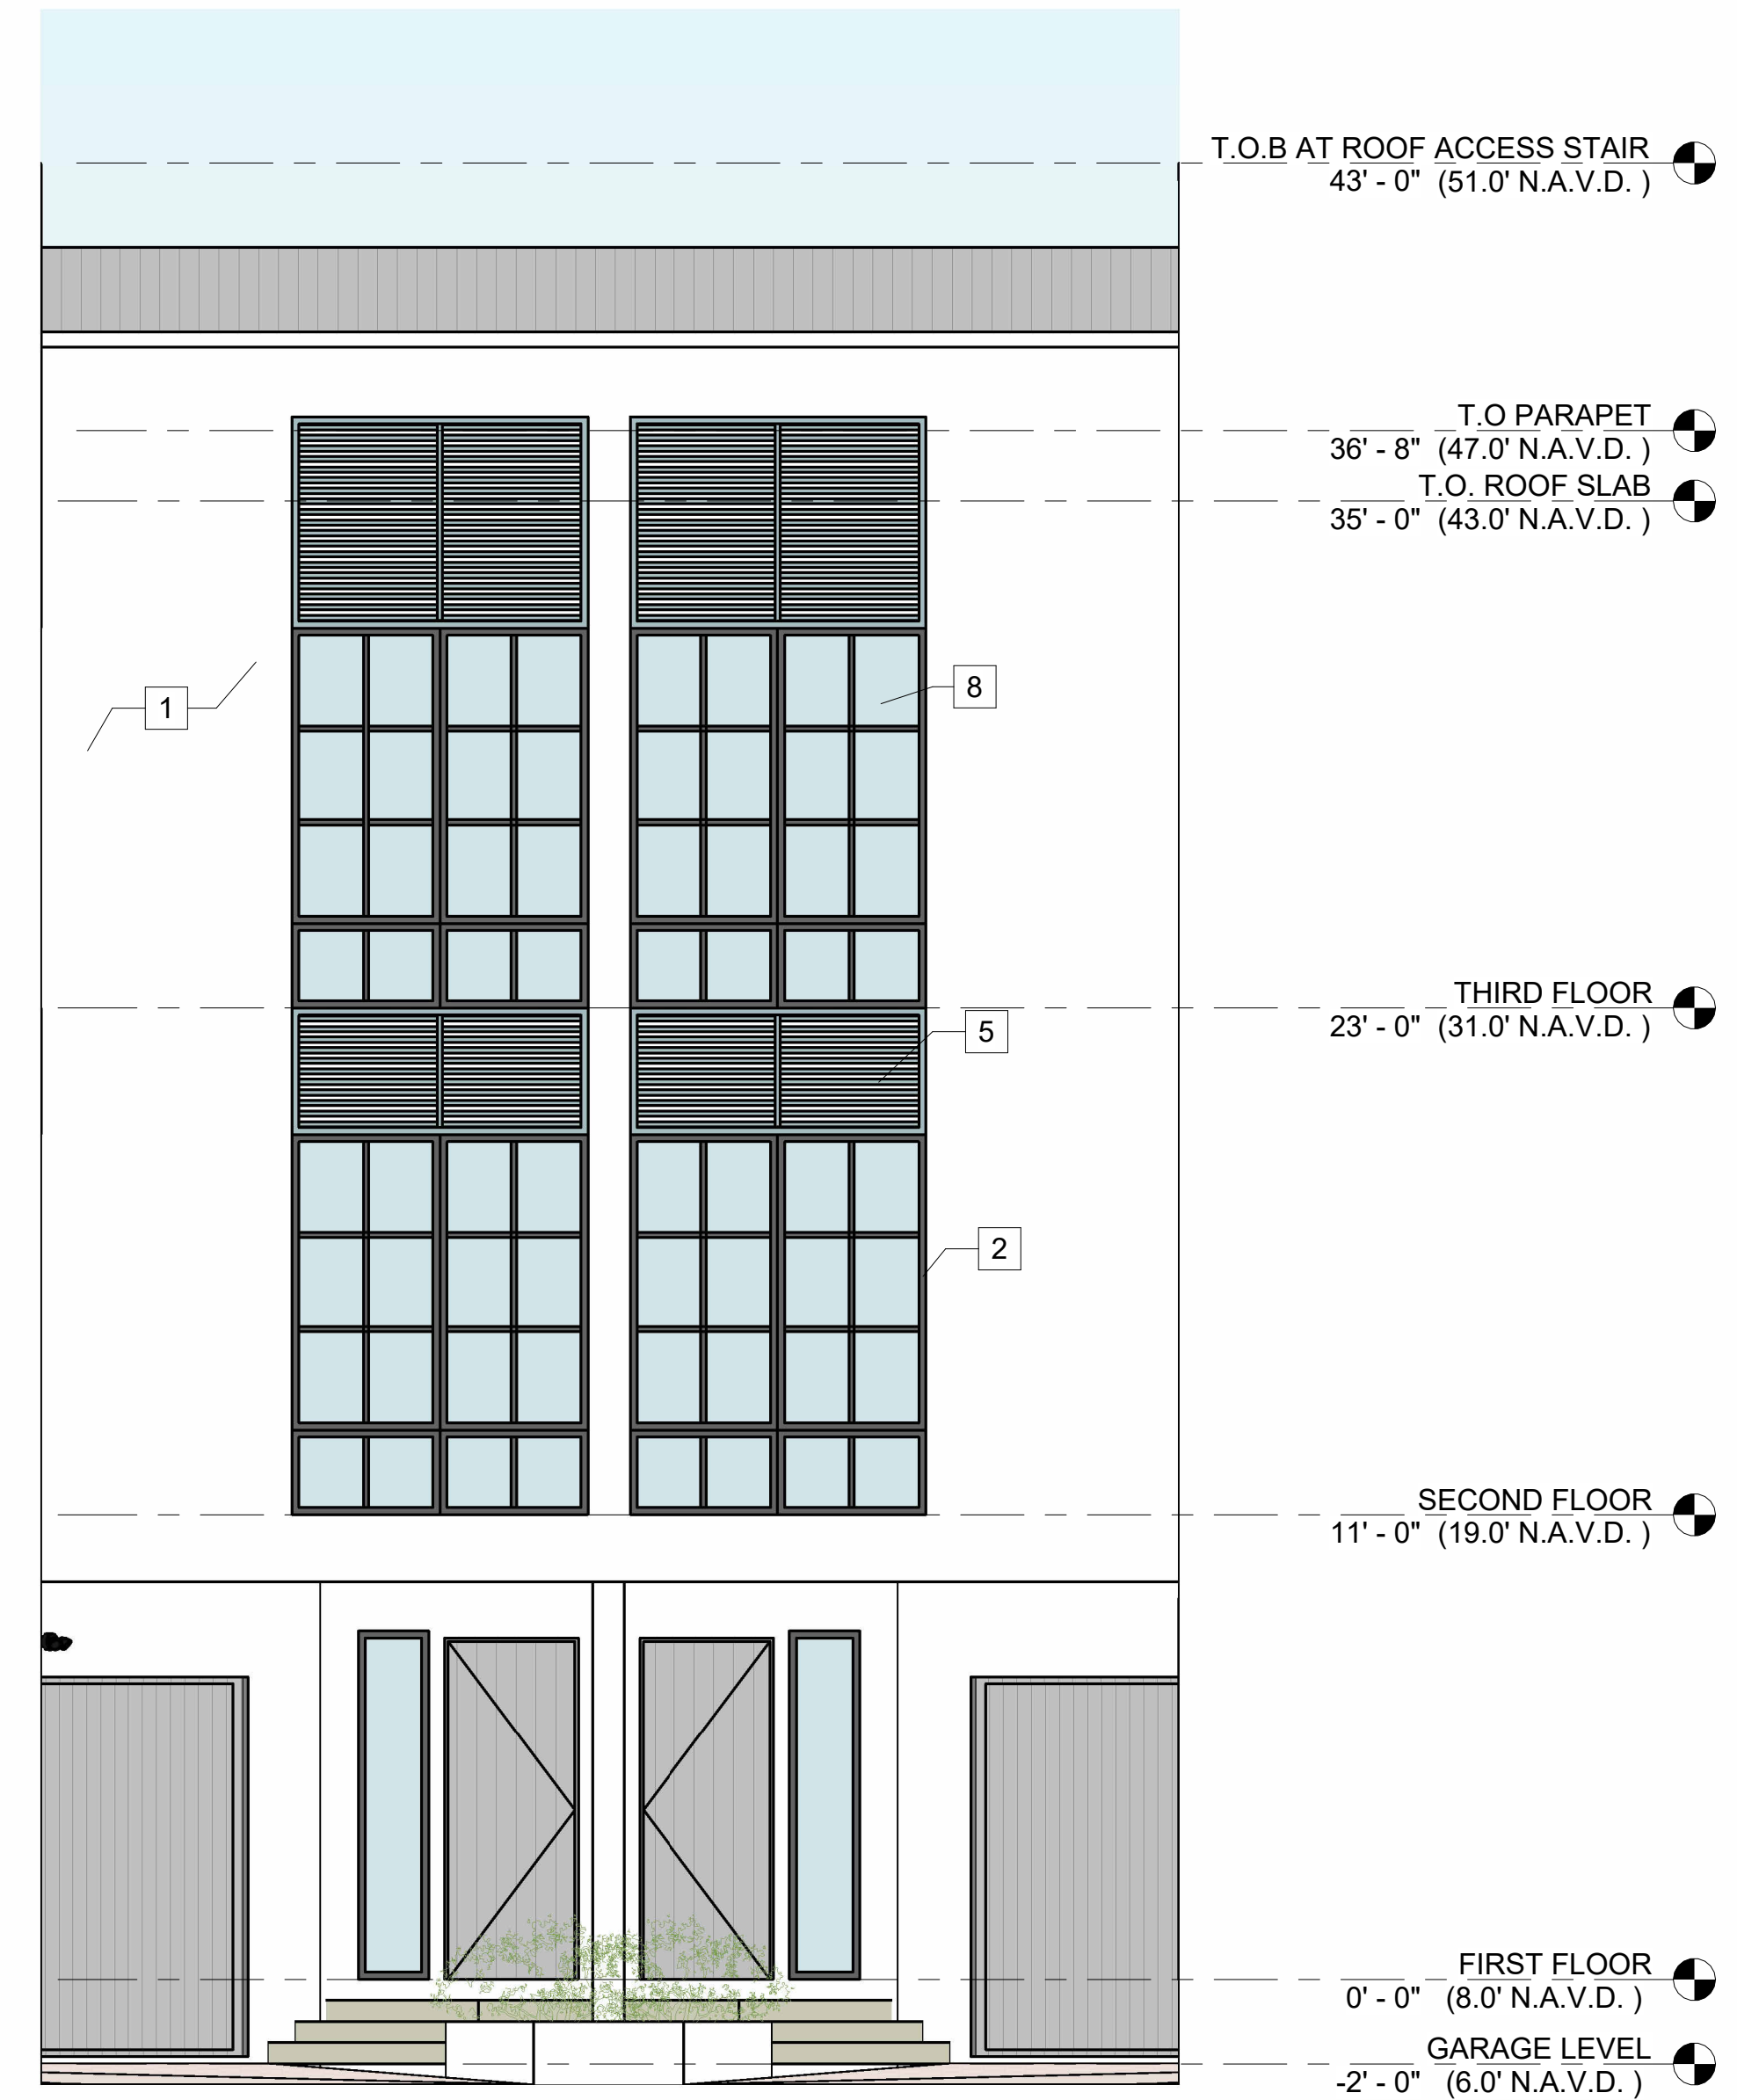 T.O.B AT ROOF ACCESS STAIR
43' - 0" (51.0' N.A.V.D. )
T.O PARAPET
36' - 8" (47.0' N.A.V.D. )
T.O. ROOF SLAB
35' - 0" (43.0' N.A.V.D. )
8
1
THIRD FLOOR
23' - 0" (31.0' N.A.V.D. )
5
2
SECOND FLOOR
11' - 0" (19.0' N.A.V.D. )
FIRST FLOOR
0' - 0" (8.0' N.A.V.D. )
GARAGE LEVEL
-2' - 0" (6.0' N.A.V.D. )